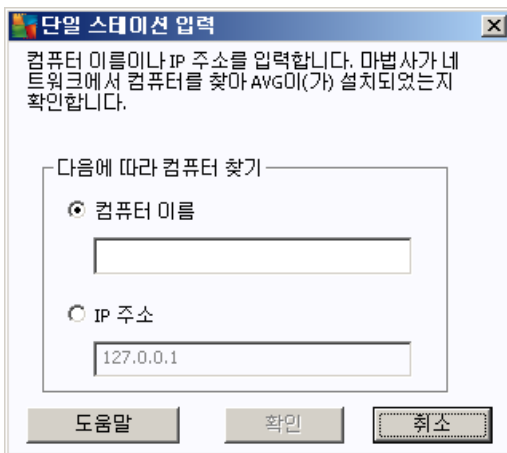 단일 스테이션 입력
컴퓨터 이름이나 IP 주소를 입력합니다. 마법사가 네
트워크에서 컴퓨터를 찾아 AVG이(가) 설치되었는지
확인합니다.
다음에 따라 컴퓨터 찾기
컴퓨터 이름
IP 주소
127.0.0.1
도움말 확인 취소